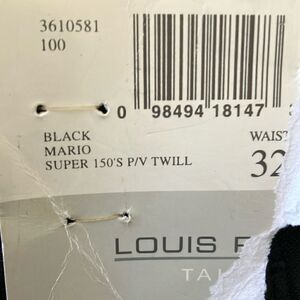 3610581
100
0 98494 18147
BLACK
WAIST
MARIO
32
SUPER 150'S P/V TWILL
LOUIS